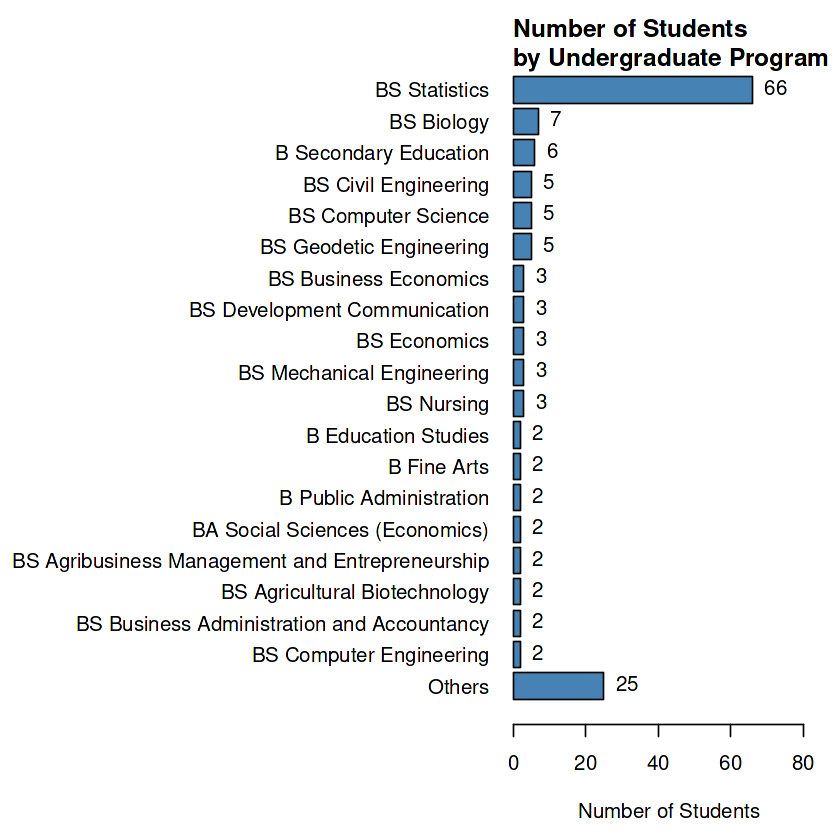 Number of Students
by Undergraduate Program
BS Statistics 66
BS Biology 7
B Secondary Education 6
BS Civil Engineering 5
BS Computer Science 5
BS Geodetic Engineering 5
BS Business Economics 3
BS Development Communication 3
BS Economics 3
BS Mechanical Engineering 3
BS Nursing 3
B Education Studies 2
B Fine Arts 2
B Public Administration 2
BA Social Sciences (Economics) 2
BS Agribusiness Management and Entrepreneurship 2
BS Agricultural Biotechnology 2
BS Business Administration and Accountancy 2
BS Computer Engineering 2
Others 25
0 20 40 60 80
Number of Students